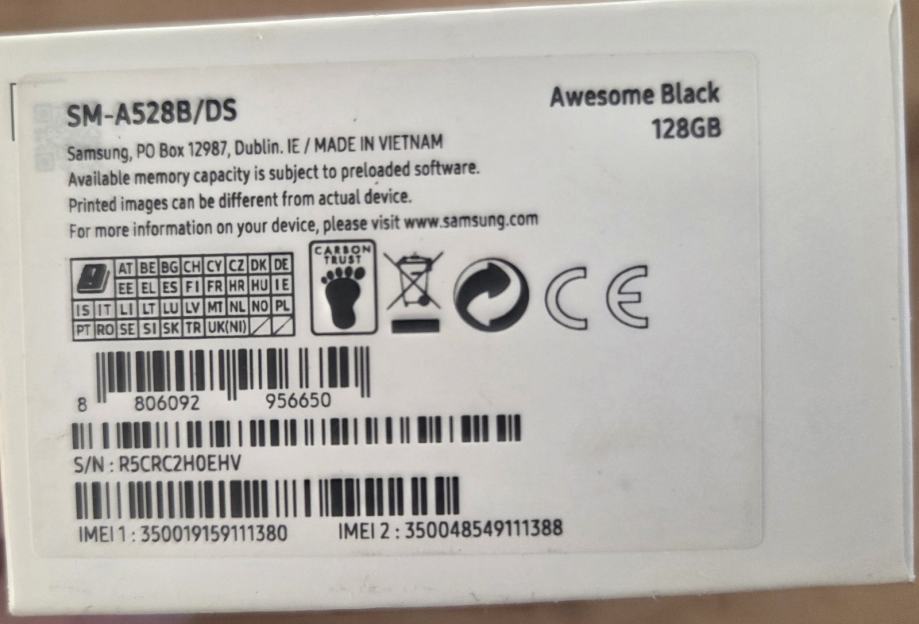 SM-A528B/DS
Awesome Black
128GB
Samsung, PO Box 12987, Dublin. IE / MADE IN VIETNAM
Available memory capacity is subject to preloaded software.
Printed images can be different from actual device.
For more information on your device, please visit www.samsung.com
AT BE BG CH CY CZ DK DE
EE EL ES FI FR HR HU IE
IS IT LI LT LU LV MT NL NO PL
PT RO SE SI SK TR UK(NI)
CARBON
TRUST
CE
8 806092 956650
S/N : R5CRC2H0EHV
IMEI 1 : 350019159111380 IMEI 2 : 350048549111388